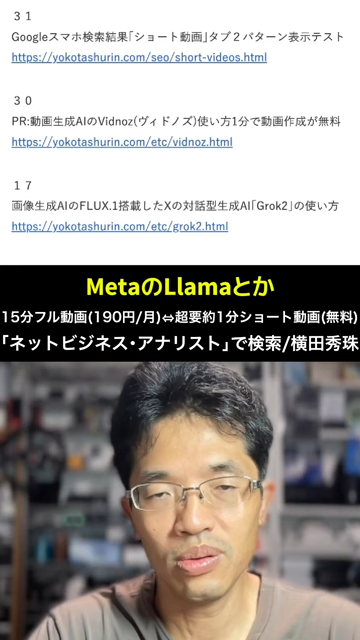 ３１
Googleスマホ検索結果｢ショート動画｣タブ２パターン表示テスト
https://yokotashurin.com/seo/short-videos.html
３０
PR:動画生成AIのVidnoz(ヴィドノズ)使い方1分で動画作成が無料
https://yokotashurin.com/etc/vidnoz.html
１７
画像生成AIのFLUX.1搭載したXの対話型生成AI｢Grok2」の使い方
https://yokotashurin.com/etc/grok2.html
MetaのLlamaとか
15分フル動画(190円/月)⇔超要約1分ショート動画(無料)
｢ネットビジネス･アナリスト｣で検索/横田秀珠